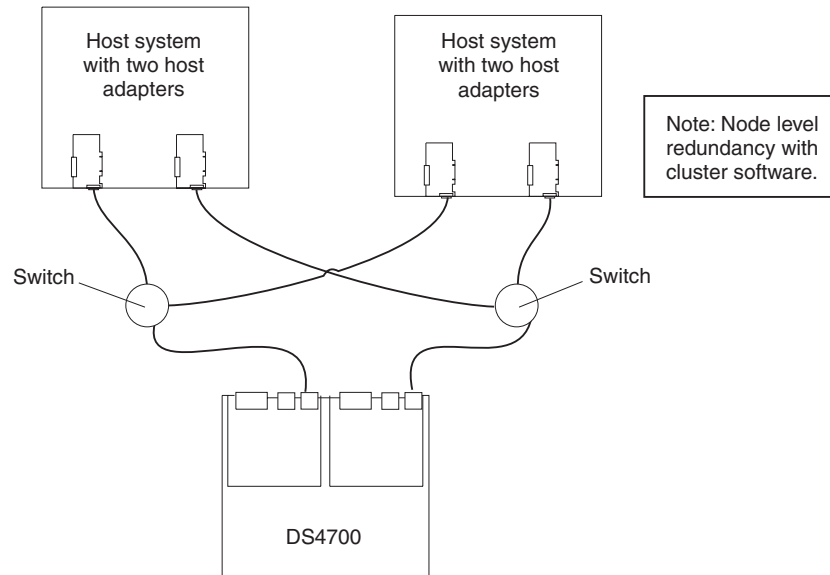 Host system
with two host
adapters
Host system
with two host
adapters
Note: Node level
redundancy with
cluster software.
Switch
Switch
DS4700